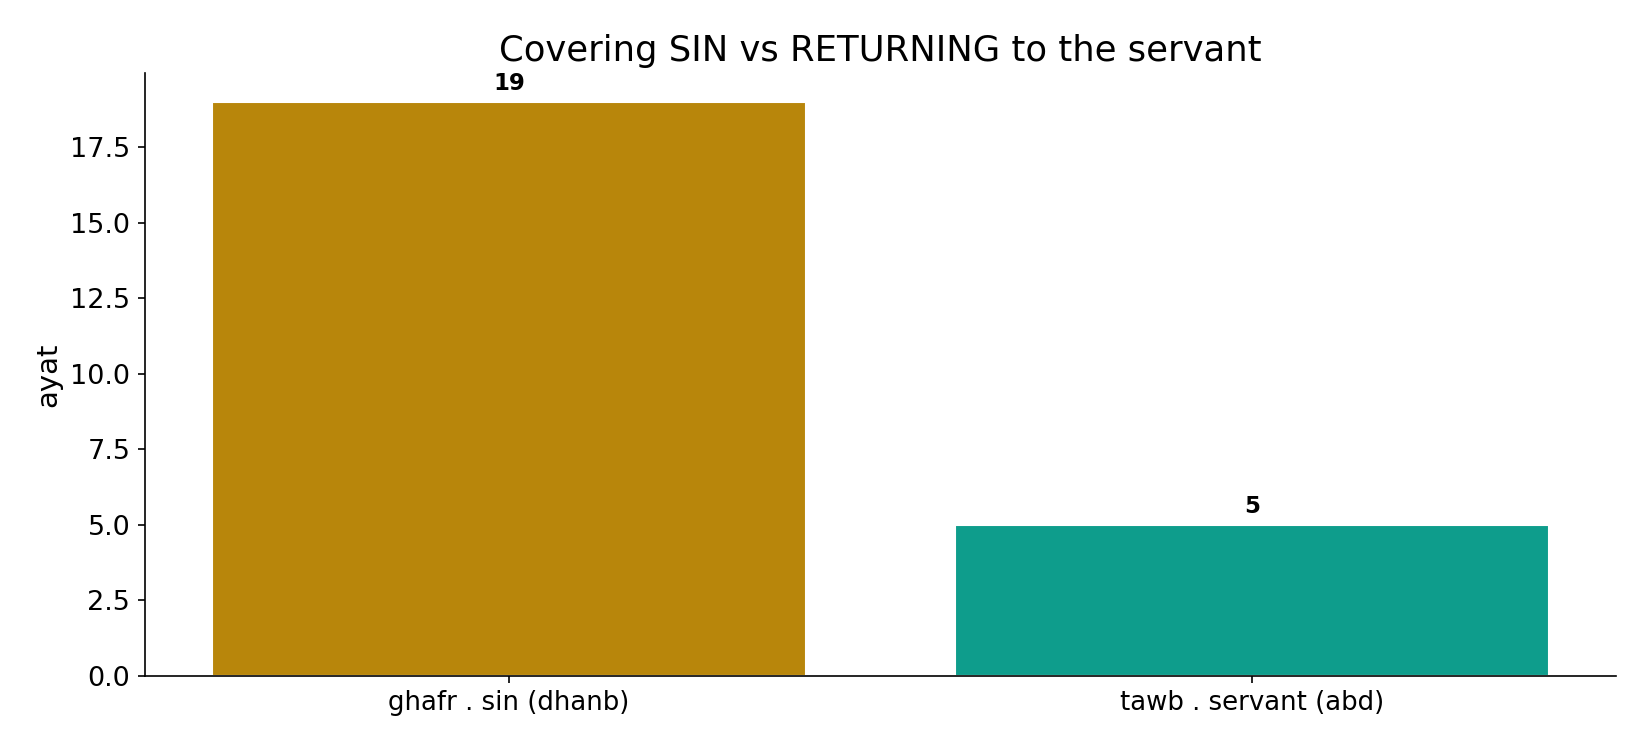 Covering SIN vs RETURNING to the servant
19
17.5
15.0
12.5
10.0
7.5
5.0
2.5
0.0
ayat
5
ghafr . sin (dhanb)
tawb . servant (abd)